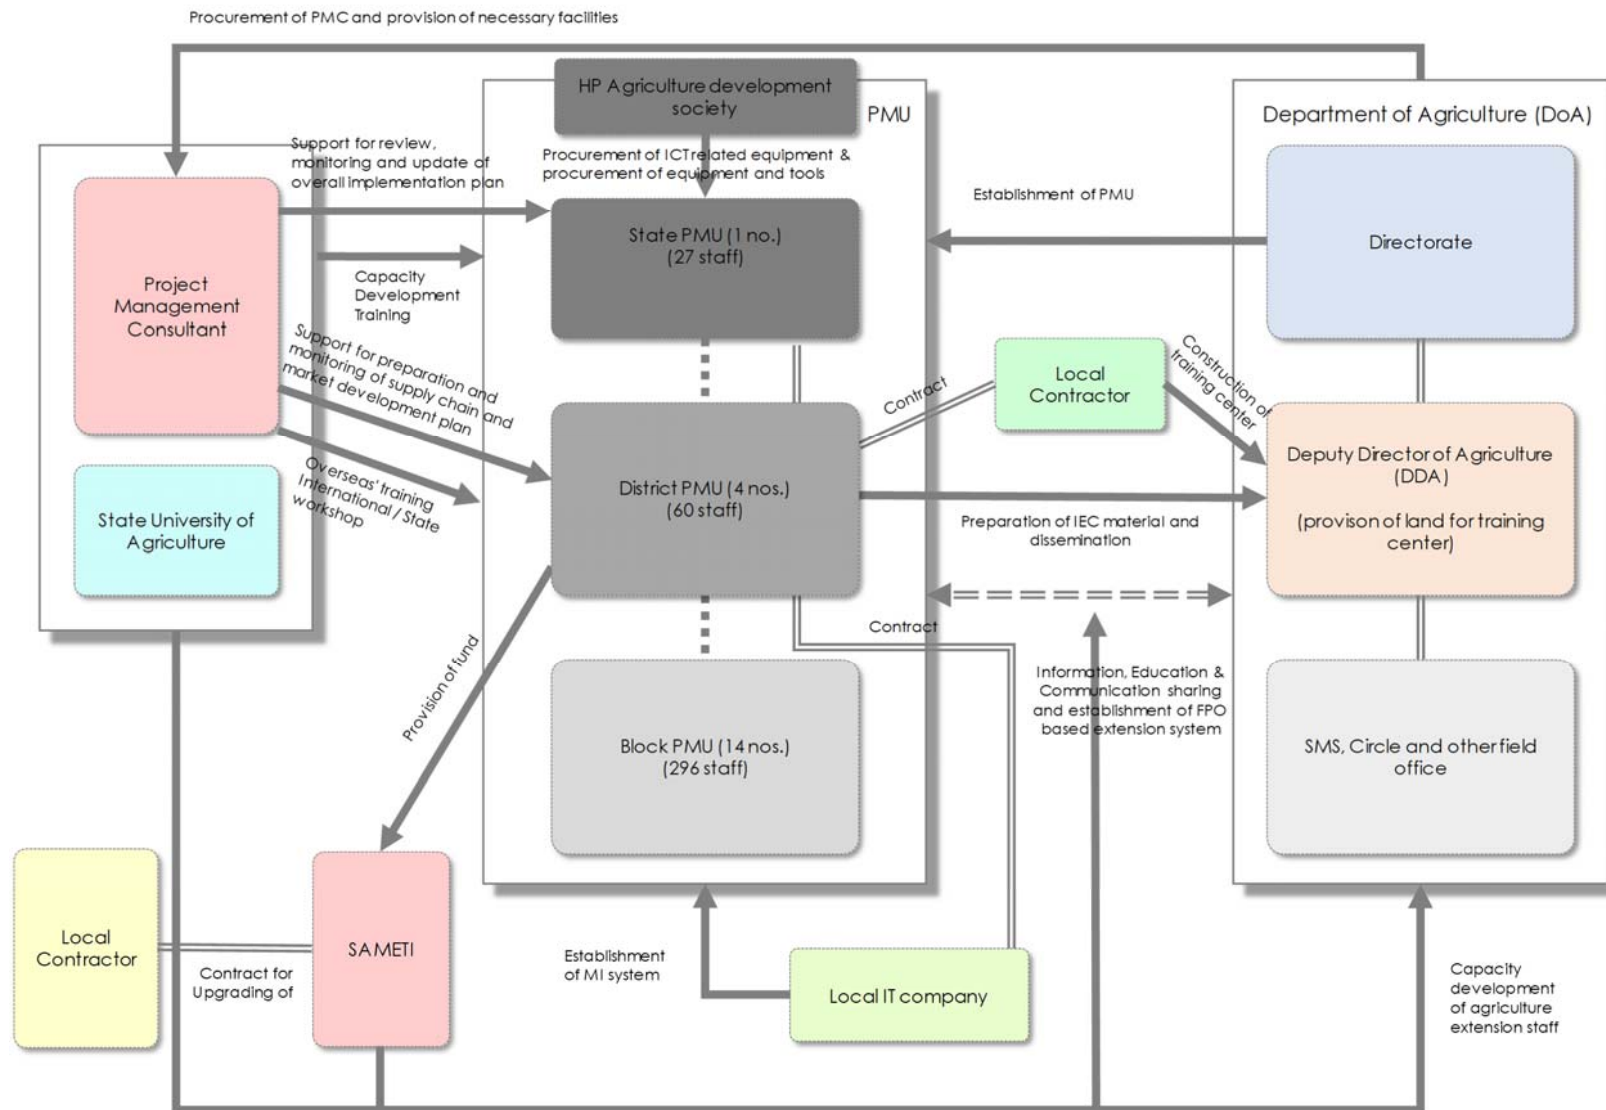 Procurement of PMC and provision of necessary facilities
HP Agriculture development
society
PMU
Department of Agriculture (DoA)
Support for review,
monitoring and update of
overall implementation plan
Procurement of ICT related equipment &
procurement of equipment and tools
Establishment of PMU
Directorate
State PMU (1 no.)
(27 staff)
Project
Management
Consultant
Capacity
Development
Training
Support for preparation and
monitoring of supply chain and
market development plan
Contract
Local
Contractor
Construction of
training center
Overseas' training
International / State
workshop
District PMU (4 nos.)
(60 staff)
Deputy Director of Agriculture
(DDA)
(provison of land for training
center)
State University of
Agriculture
Preparation of IEC material and
dissemination
Contract
Provision of fund
Information, Education &
Communication sharing
and establishment of FPO
based extension system
Block PMU (14 nos.)
(296 staff)
SMS, Circle and other field
office
Local
Contractor
Contract for
Upgrading of
SAMETI
Establishment
of MI system
Local IT company
Capacity
development
of agriculture
extension staff